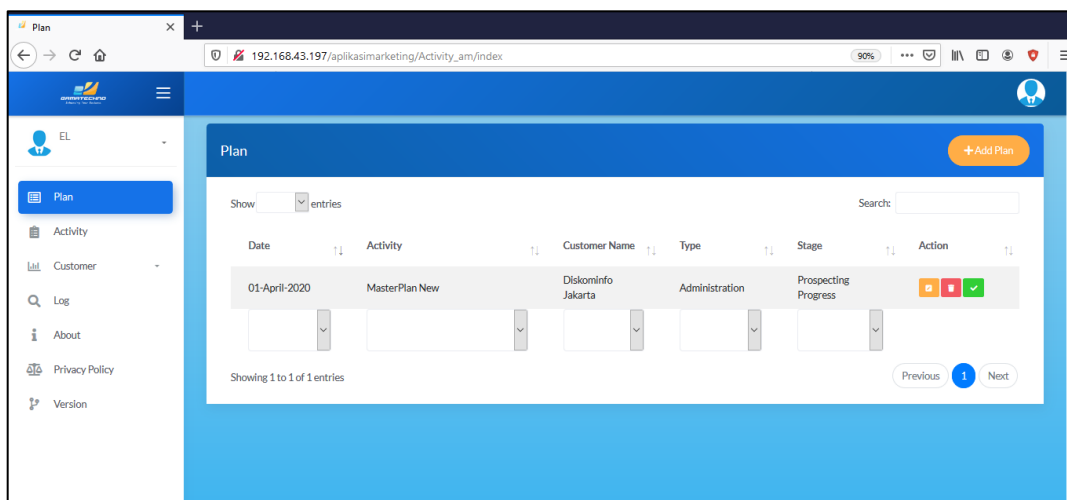 Plan
192.168.43.197/aplikasimarketing/Activity_am/index
90%
GAMATECHNO
EL
Plan
+Add Plan
Plan
Activity
Customer
Log
About
Privacy Policy
Version
Show entries
Search:
Date Activity Customer Name Type Stage Action
01-April-2020 MasterPlan New Diskominfo Jakarta Administration Prospecting Progress
Showing 1 to 1 of 1 entries
Previous 1 Next